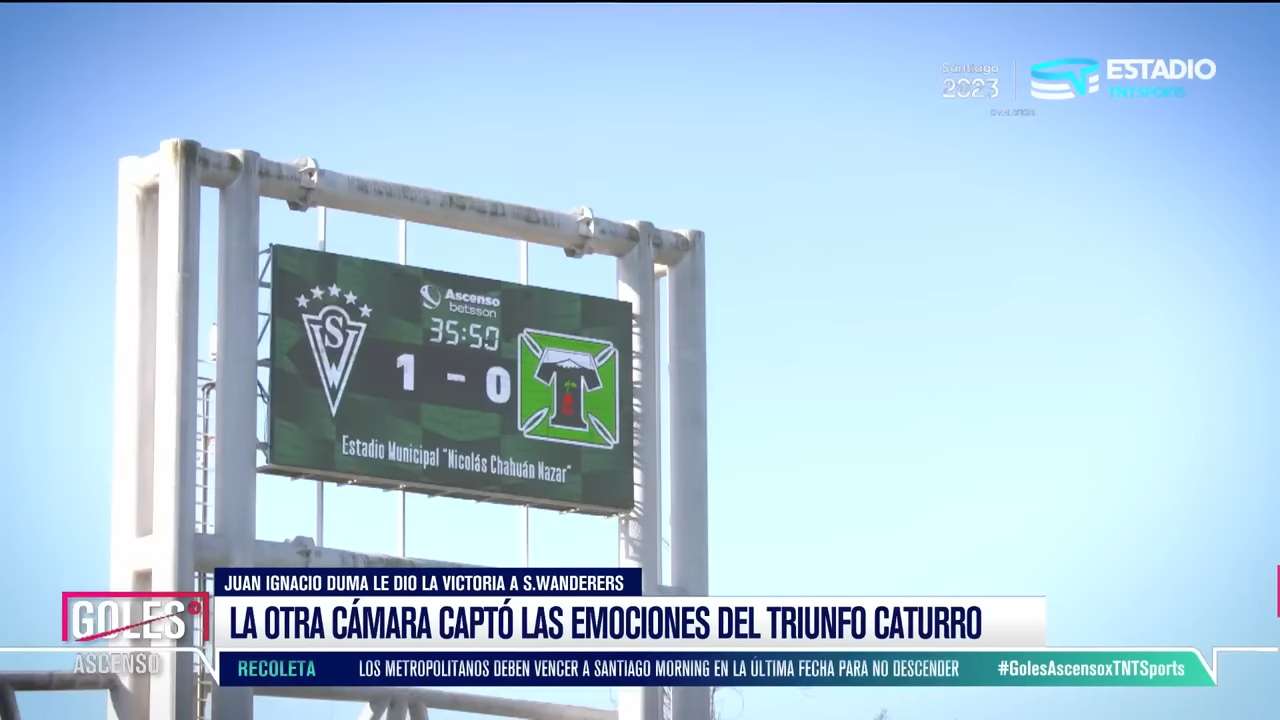 Santiago
2023
ESTADIO
TNT SPORTS
Ascenso
betsson
35:50
1 - 0
SW
T
Estadio Municipal "Nicolás Chahuán Nazar"
JUAN IGNACIO DUMA LE DIO LA VICTORIA A S.WANDERERS
GOLES
ASCENSO
LA OTRA CÁMARA CAPTÓ LAS EMOCIONES DEL TRIUNFO CATURRO
RECOLETA LOS METROPOLITANOS DEBEN VENCER A SANTIAGO MORNING EN LA ÚLTIMA FECHA PARA NO DESCENDER #GolesAscensoxTNTSports